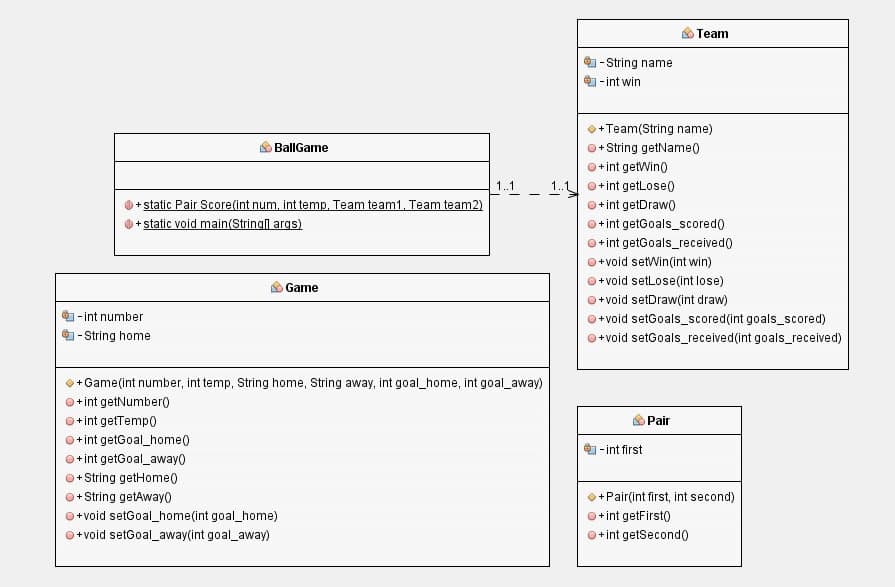 BallGame
+static Pair Score(int num, int temp, Team team1, Team team2)
+static void main(String[] args)
1..1
1..1
Team
-String name
-int win
+Team(String name)
+String getName()
+int getWin()
+int getLose()
+int getDraw()
+int getGoals_scored()
+int getGoals_received()
+void setWin(int win)
+void setLose(int lose)
+void setDraw(int draw)
+void setGoals_scored(int goals_scored)
+void setGoals_received(int goals_received)
Game
-int number
-String home
+Game(int number, int temp, String home, String away, int goal_home, int goal_away)
+int getNumber()
+int getTemp()
+int getGoal_home()
+int getGoal_away()
+String getHome()
+String getAway()
+void setGoal_home(int goal_home)
+void setGoal_away(int goal_away)
Pair
-int first
+Pair(int first, int second)
+int getFirst()
+int getSecond()